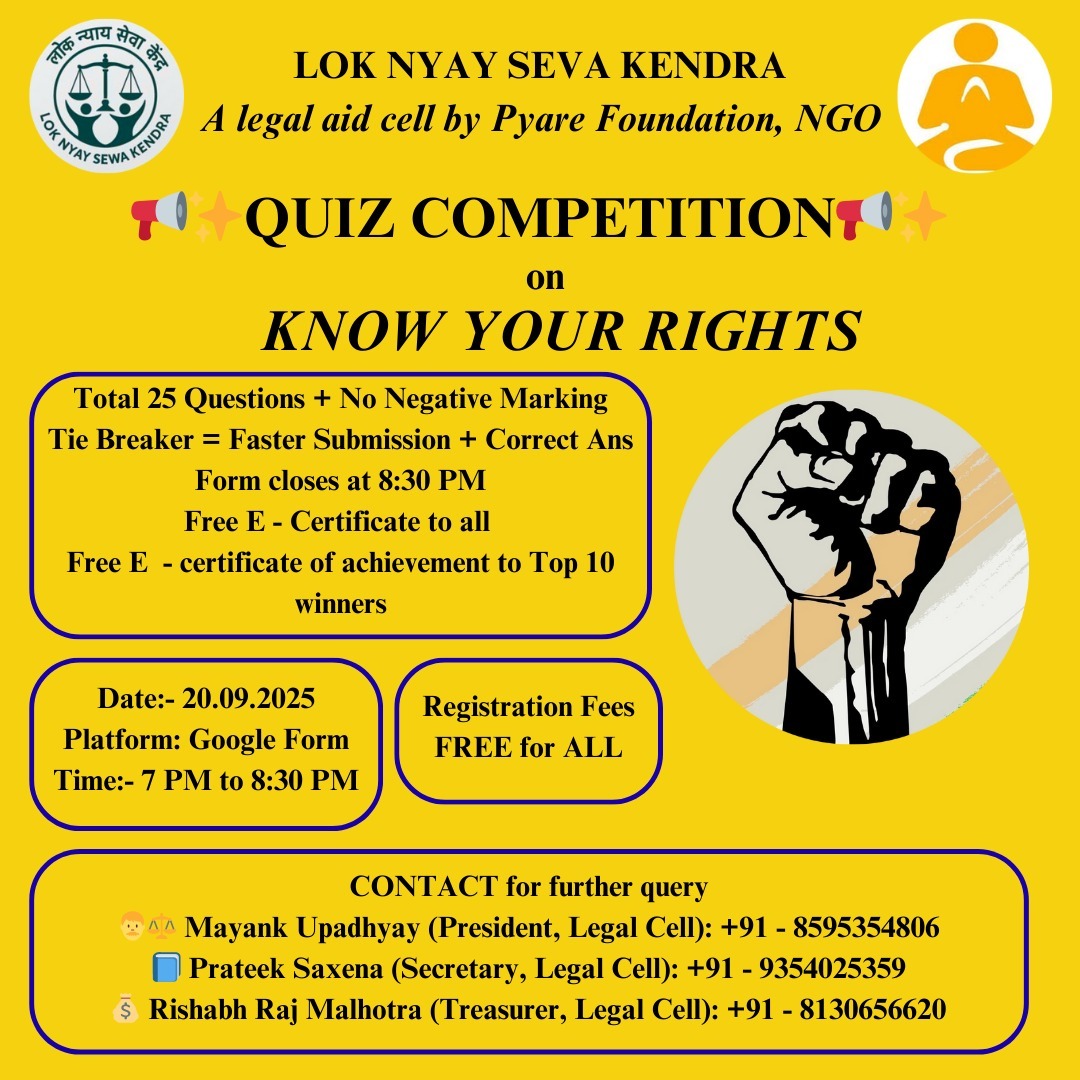 लोक न्याय सेवा केंद्र
LOK NYAY SEWA KENDRA
LOK NYAY SEVA KENDRA
A legal aid cell by Pyare Foundation, NGO
QUIZ COMPETITION
on
KNOW YOUR RIGHTS
Total 25 Questions + No Negative Marking
Tie Breaker = Faster Submission + Correct Ans
Form closes at 8:30 PM
Free E - Certificate to all
Free E - certificate of achievement to Top 10
winners
Date:- 20.09.2025
Platform: Google Form
Time:- 7 PM to 8:30 PM
Registration Fees
FREE for ALL
CONTACT for further query
Mayank Upadhyay (President, Legal Cell): +91 - 8595354806
Prateek Saxena (Secretary, Legal Cell): +91 - 9354025359
Rishabh Raj Malhotra (Treasurer, Legal Cell): +91 - 8130656620